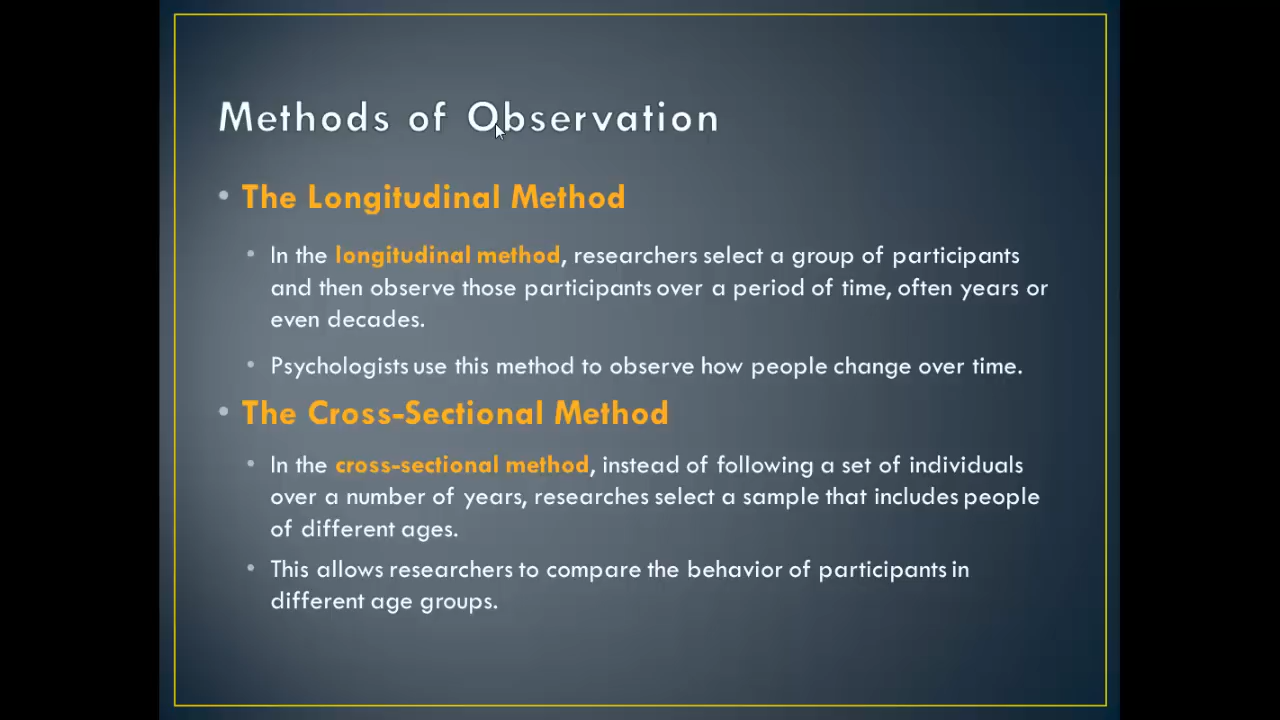 Methods of Observation
• The Longitudinal Method
• In the longitudinal method, researchers select a group of participants
and then observe those participants over a period of time, often years or
even decades.
• Psychologists use this method to observe how people change over time.
• The Cross-Sectional Method
• In the cross-sectional method, instead of following a set of individuals
over a number of years, researches select a sample that includes people
of different ages.
• This allows researchers to compare the behavior of participants in
different age groups.